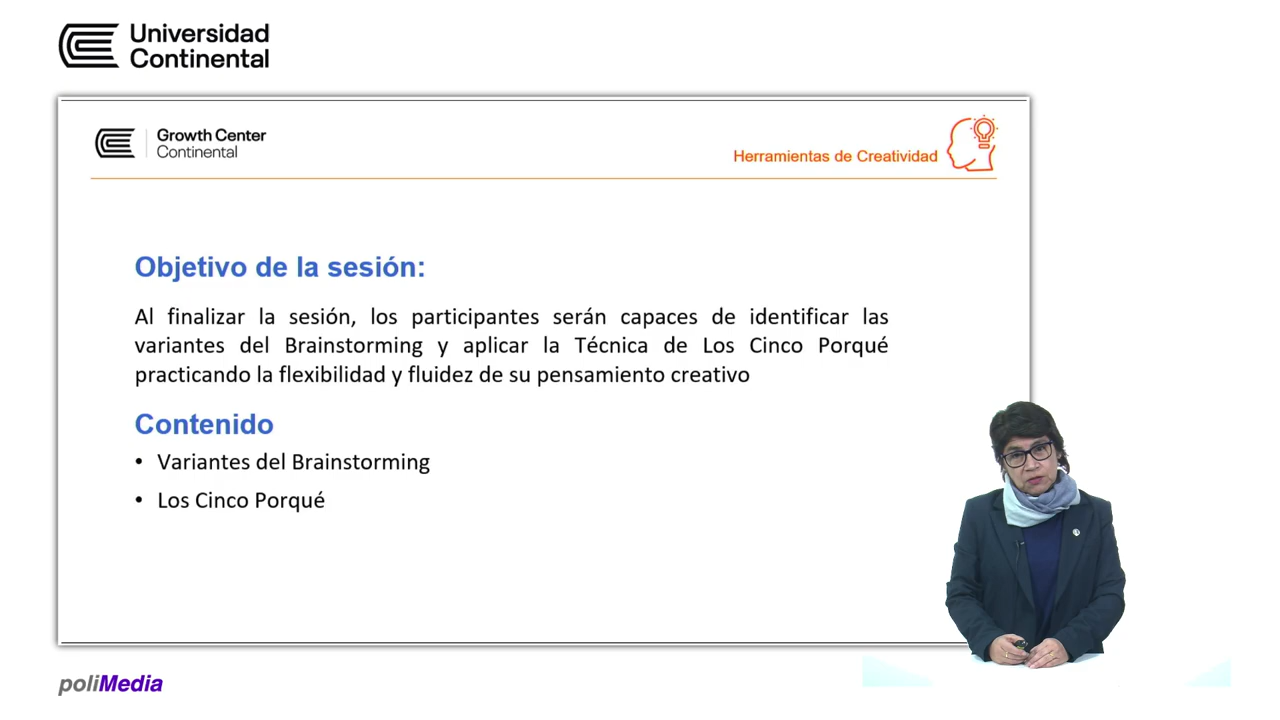 Universidad
Continental
Growth Center
Continental
Herramientas de Creatividad
Objetivo de la sesión:
Al finalizar la sesión, los participantes serán capaces de identificar las
variantes del Brainstorming y aplicar la Técnica de Los Cinco Porqué
practicando la flexibilidad y fluidez de su pensamiento creativo
Contenido
• Variantes del Brainstorming
• Los Cinco Porqué
poliMedia